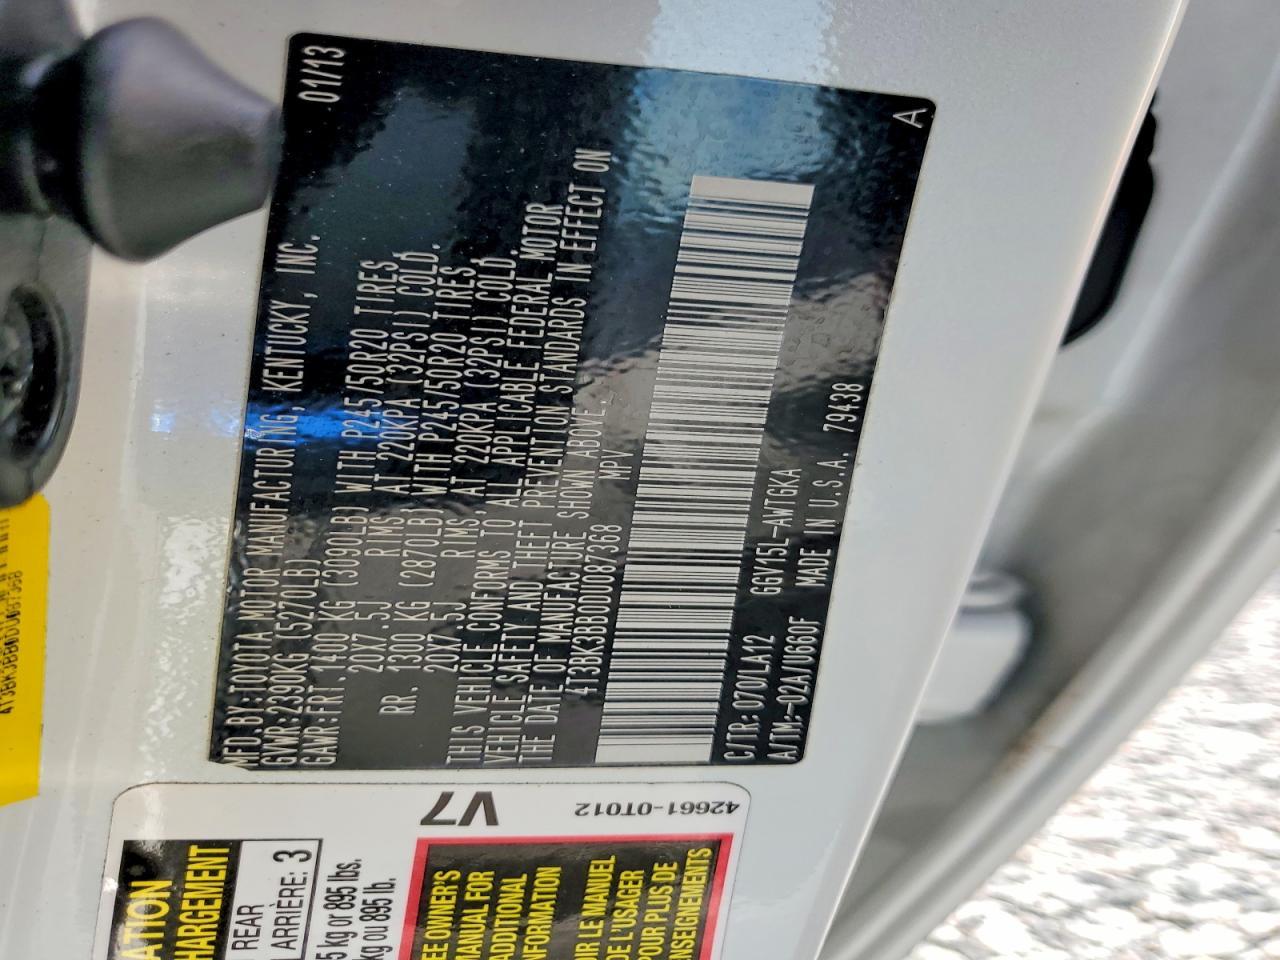 MFD.BY:TOYOTA MOTOR MANUFACTURING, KENTUCKY, INC. 01/13
GVWR:2390KG (5270LB)
GAWR:FRT.1400 KG (3090LB) WITH P245/50R20 TIRES
20X7.5J RIMS, AT 220KPA (32PSI) COLD.
RR. 1300 KG (2870LB) WITH P245/50R20 TIRES
20X7.5J RIMS, AT 220KPA (32PSI) COLD.
THIS VEHICLE CONFORMS TO ALL APPLICABLE FEDERAL MOTOR
VEHICLE SAFETY AND THEFT PREVENTION STANDARDS IN EFFECT ON
THE DATE OF MANUFACTURE SHOWN ABOVE.
4T3BK3BB0DU087368 MPV
C/TR: 070/LA12 GGV15L-AWTGKA A
A/TM:-02A/U660F MADE IN U.S.A. 79438
4T3BK3BB0DU087368
V7
42661-0T012
REAR
ARRIÈRE: 3
kg or 895 lbs.
kg ou 895 lb.
OWNER'S
MANUAL FOR
ADDITIONAL
LE MANUEL
DE L'USAGER
POUR PLUS DE